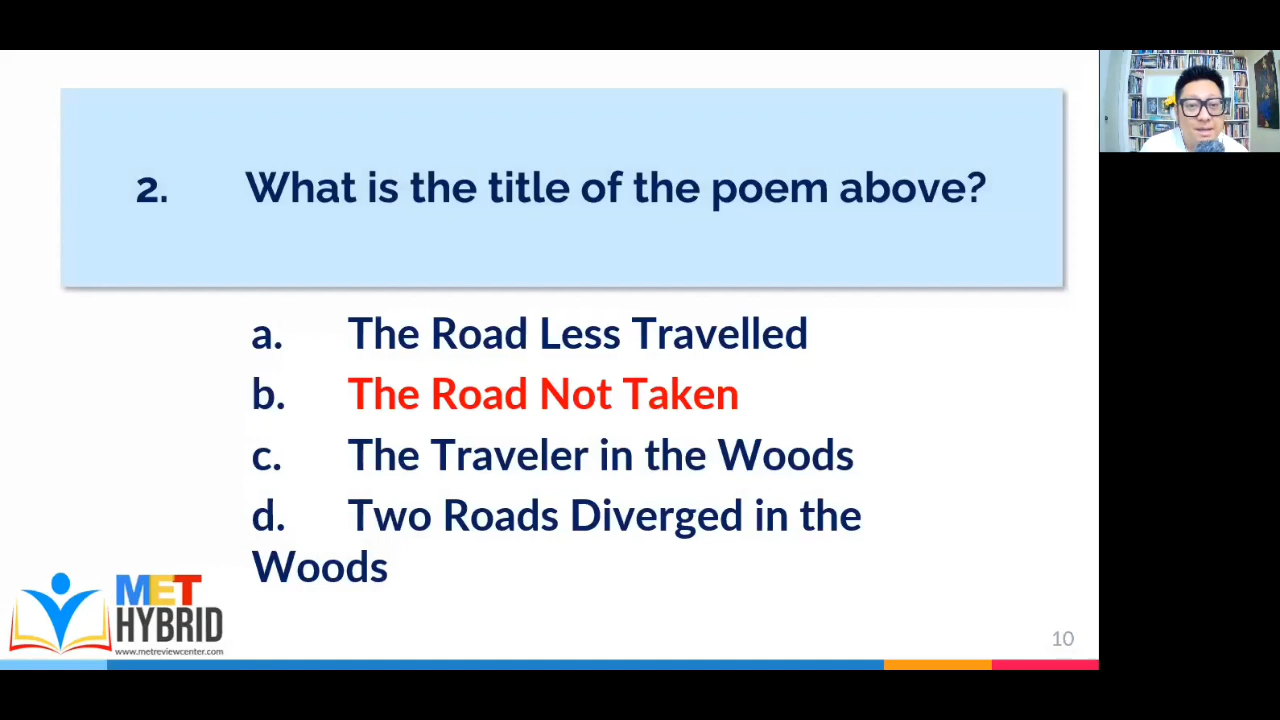 2. What is the title of the poem above?
a. The Road Less Travelled
b. The Road Not Taken
c. The Traveler in the Woods
d. Two Roads Diverged in the
Woods
MET
HYBRID
www.metreviewcenter.com
10